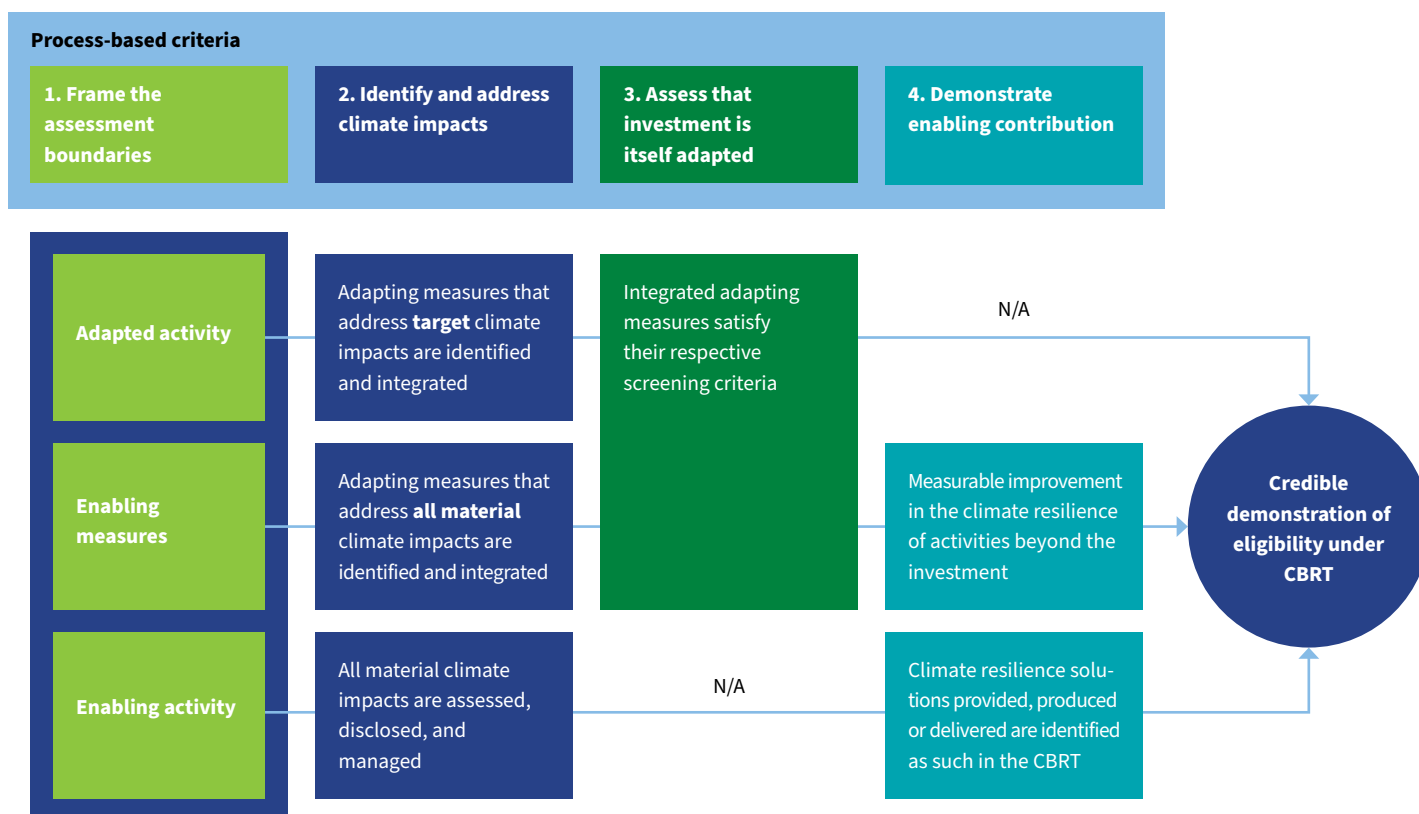 Process-based criteria
1. Frame the
assessment
boundaries
2. Identify and address
climate impacts
3. Assess that
investment is
itself adapted
4. Demonstrate
enabling contribution
Adapted activity
Adapting measures that
address target climate
impacts are identified
and integrated
Integrated adapting
measures satisfy
their respective
screening criteria
N/A
Enabling
measures
Adapting measures that
address all material
climate impacts are
identified and integrated
Measurable improvement
in the climate resilience
of activities beyond the
investment
Credible
demonstration of
eligibility under
CBRT
Enabling activity
All material climate
impacts are assessed,
disclosed, and
managed
N/A
Climate resilience solu-
tions provided, produced
or delivered are identified
as such in the CBRT